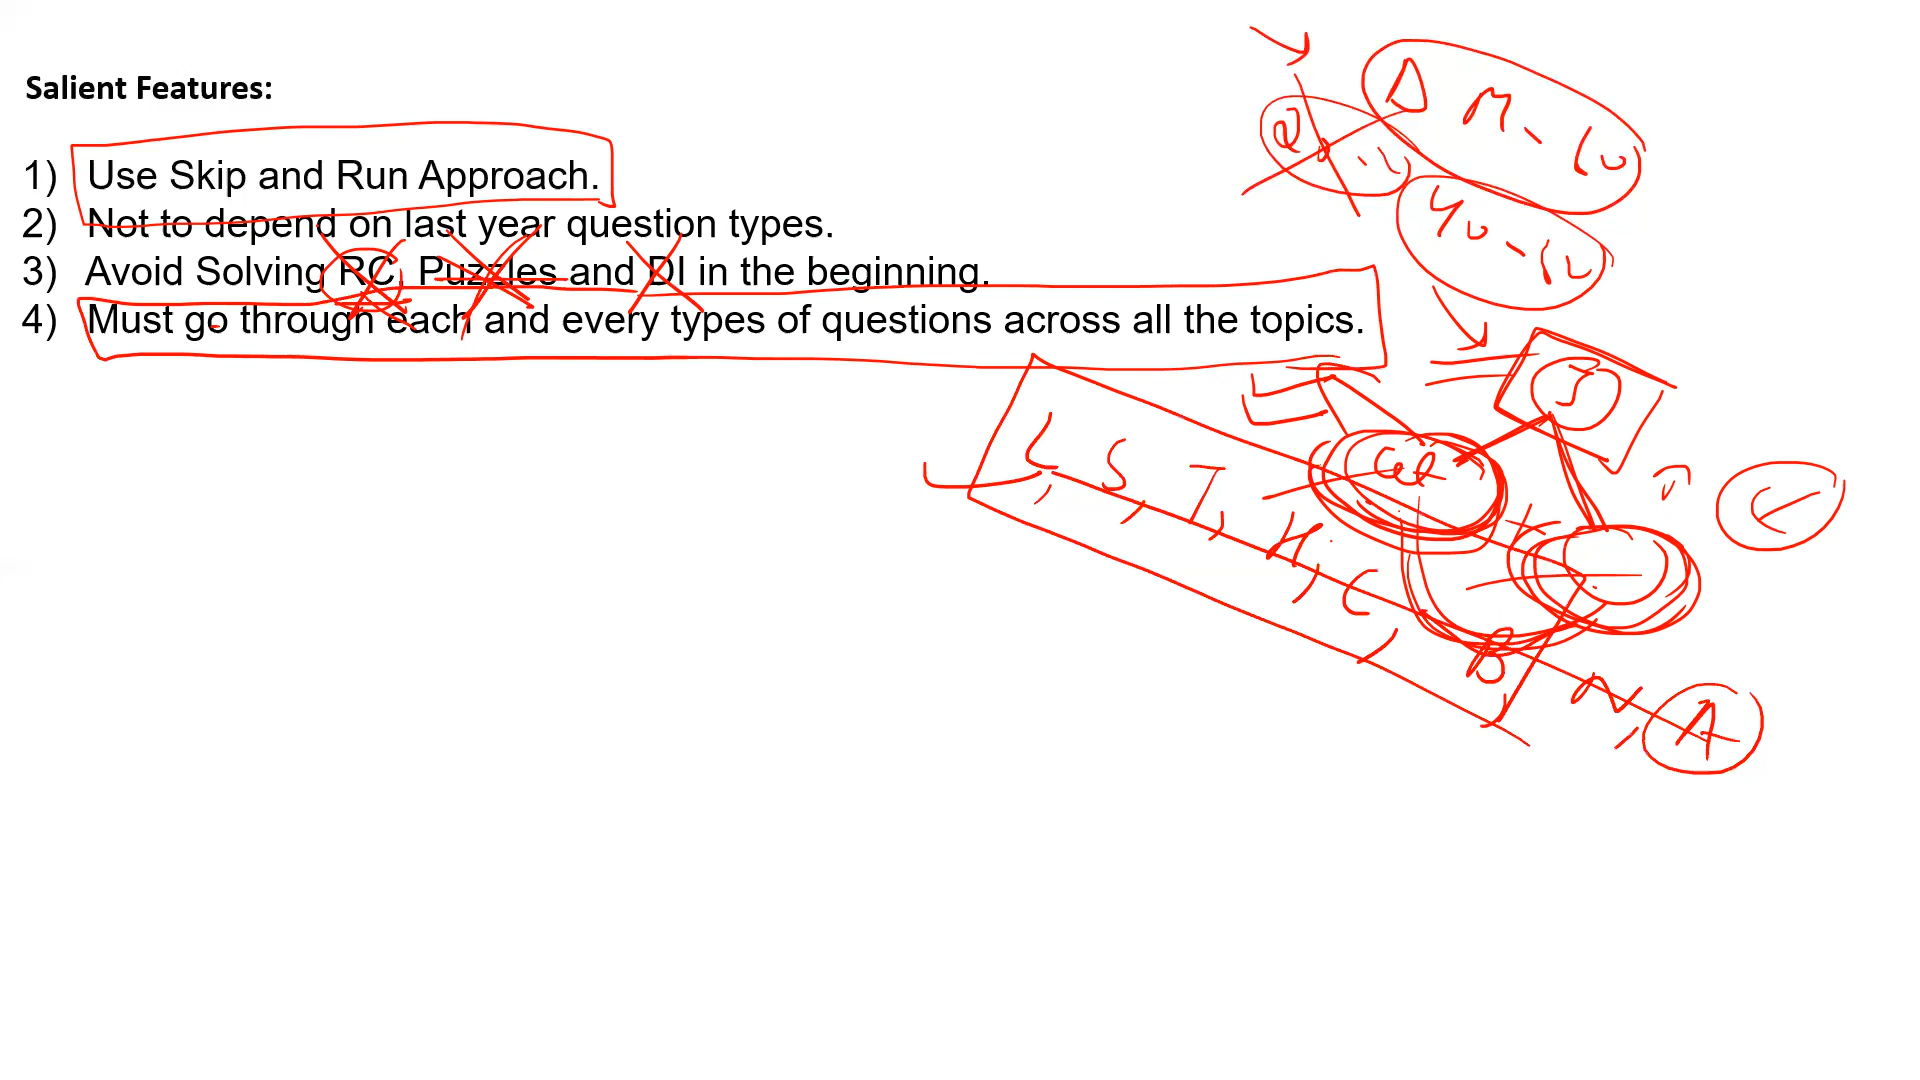 Salient Features:
1) Use Skip and Run Approach.
2) Not to depend on last year question types.
3) Avoid Solving RC, Puzzles and DI in the beginning.
4) Must go through each and every types of questions across all the topics.
L, S, T,
C,
B
A